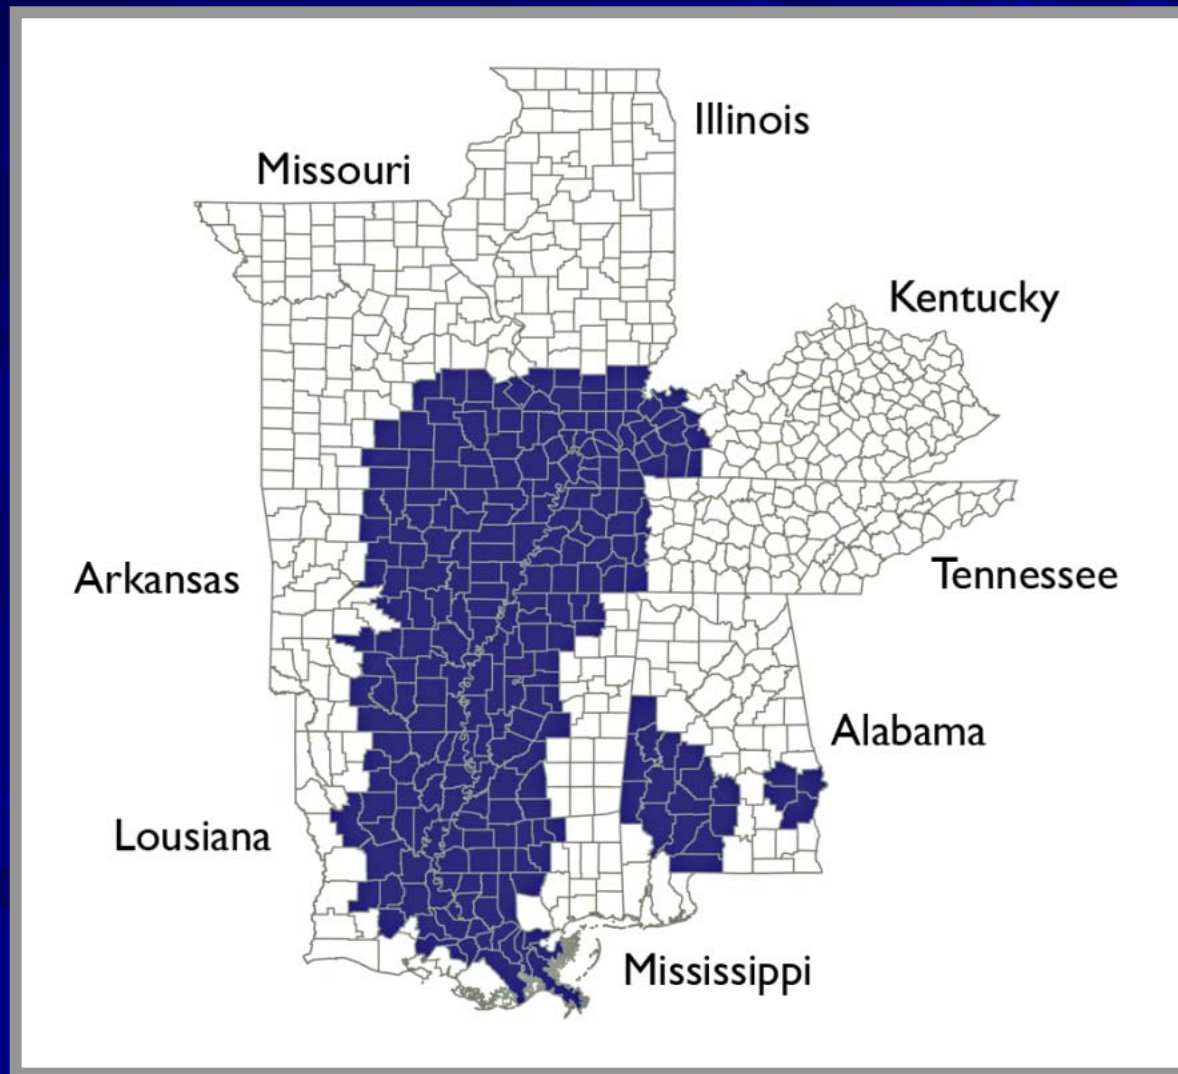 Illinois
Missouri
Kentucky
Arkansas
Tennessee
Alabama
Lousiana
Mississippi